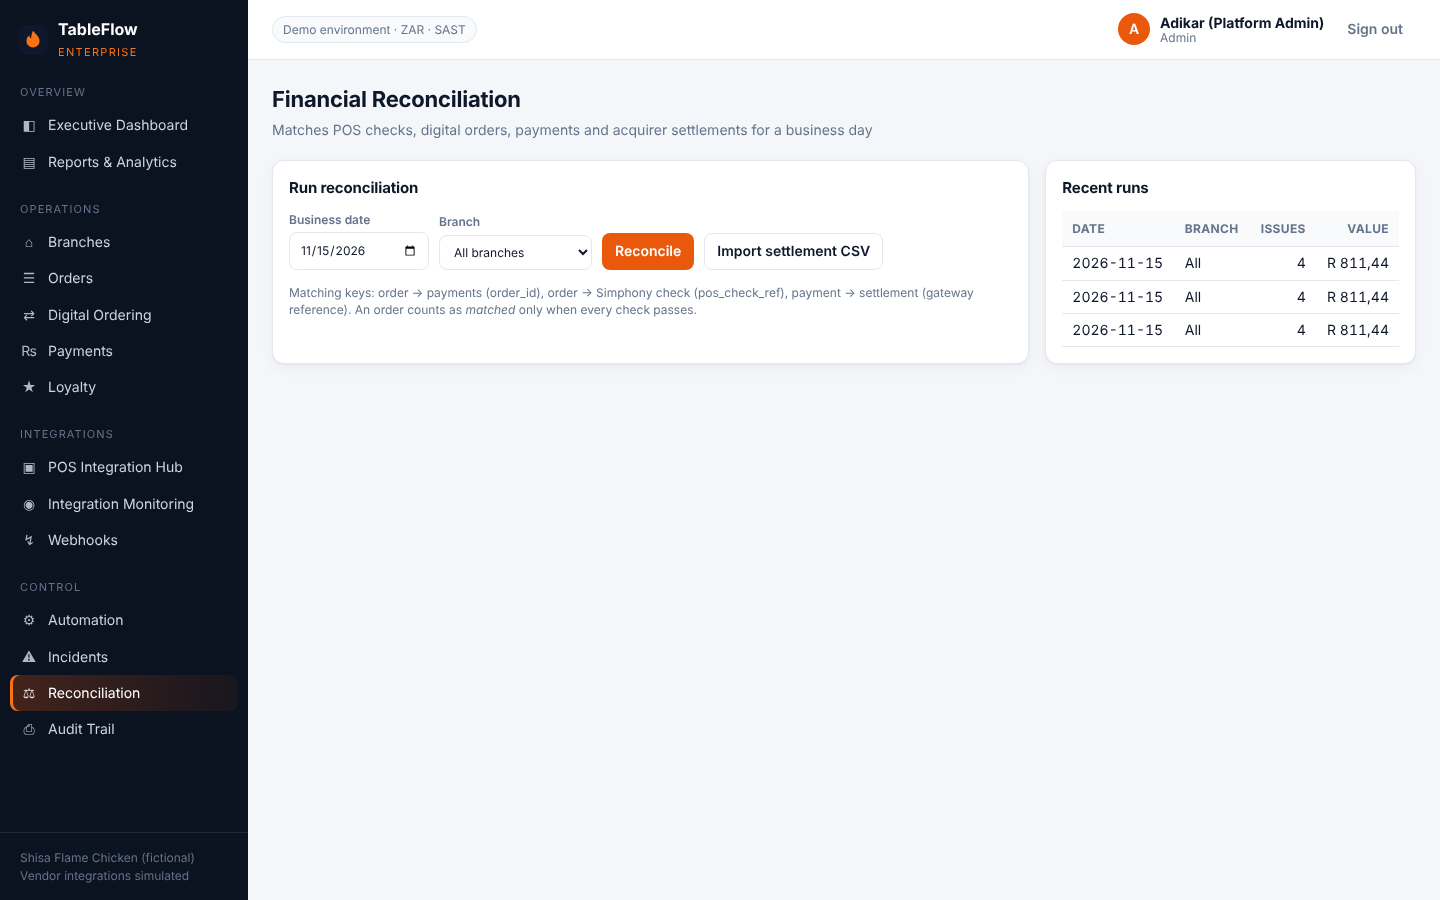 TableFlow
ENTERPRISE
OVERVIEW
Executive Dashboard
Reports & Analytics
OPERATIONS
Branches
Orders
Digital Ordering
Rs Payments
Loyalty
INTEGRATIONS
POS Integration Hub
Integration Monitoring
Webhooks
CONTROL
Automation
Incidents
Reconciliation
Audit Trail
Shisa Flame Chicken (fictional)
Vendor integrations simulated
Demo environment · ZAR · SAST
A
Adikar (Platform Admin)
Admin
Sign out
Financial Reconciliation
Matches POS checks, digital orders, payments and acquirer settlements for a business day
Run reconciliation
Business date
11/15/2026
Branch
All branches
Reconcile
Import settlement CSV
Matching keys: order → payments (order_id), order → Simphony check (pos_check_ref), payment → settlement (gateway
reference). An order counts as matched only when every check passes.
Recent runs
DATE BRANCH ISSUES VALUE
2026-11-15 All 4 R 811,44
2026-11-15 All 4 R 811,44
2026-11-15 All 4 R 811,44